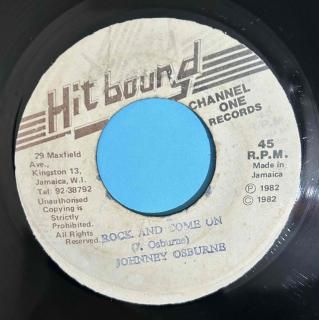 Hit bound
CHANNEL
ONE
RECORDS
29 Maxfield
Ave.,
Kingston 13,
Jamaica, W.I.
Tel: 92-38792
Unauthorised
Copying is
Strictly
Prohibited.
All Rights
Reserved.
45
R.P.M.
Made in
Jamaica
Ⓟ 1982
© 1982
ROCK AND COME ON
(J. Osburne)
JOHNNEY OSBURNE